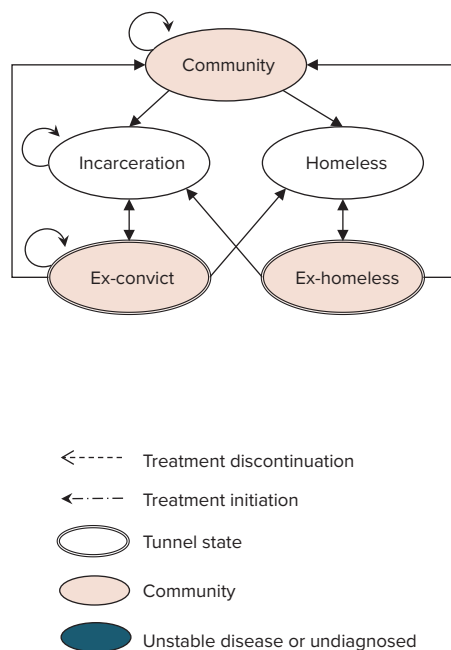 Community
Incarceration
Homeless
Ex-convict
Ex-homeless
Treatment discontinuation
Treatment initiation
Tunnel state
Community
Unstable disease or undiagnosed